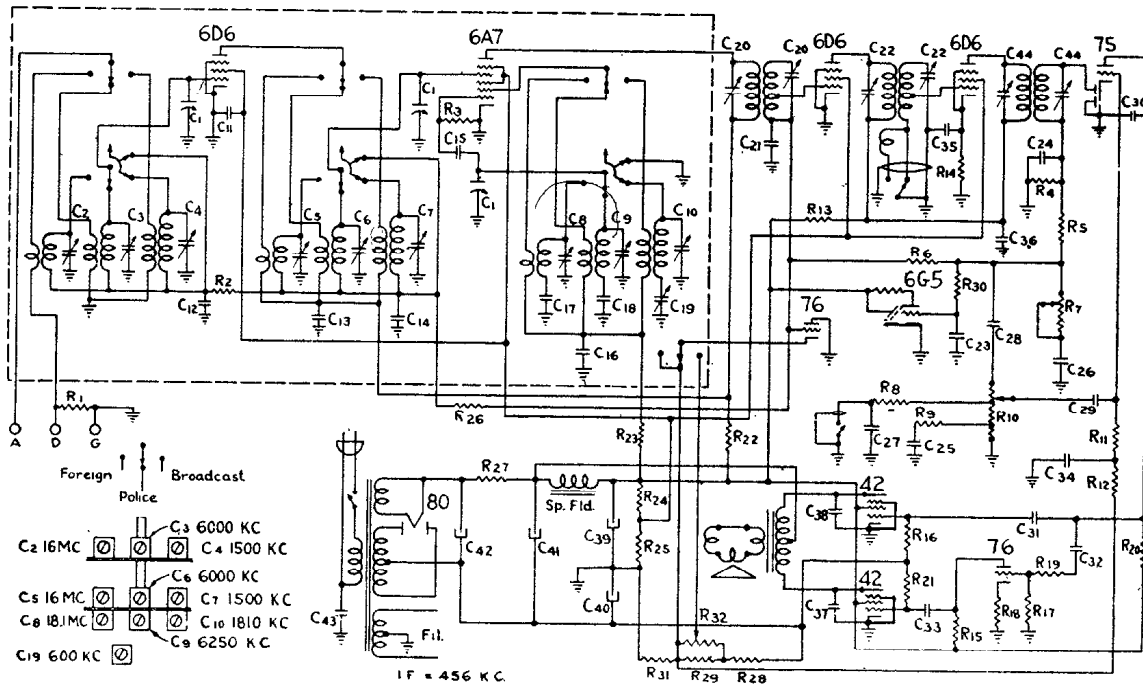 6D6
6A7
C20
C20
6D6
C22
C22
6D6
C44
C44
75
C1
C11
C1
R3
C15
C1
C21
C35
R14
C24
R4
C30
R5
C2
C3
C4
C5
C6
C7
C8
C9
C10
R13
C36
R6
6G5
R30
R7
C12
R2
C13
C14
C17
C18
C19
C16
76
C23
C28
C26
R1
A
D
G
R26
R23
R22
R8
R9
R10
C27
C25
C29
R11
C34
R12
Foreign
Broadcast
Police
C3 6000 KC
C2 16MC
C4 1500 KC
C6 6000 KC
C5 16 MC
C7 1500 KC
C8 18.1MC
C10 1810 KC
C9 6250 KC
C19 600 KC
80
R27
Sp. Fld.
R24
R25
C42
C41
C39
C40
C43
Fil.
42
C38
R16
C31
C32
R20
42
C37
R21
C33
76
R19
R18
R17
R15
R32
R31
R29
R28
IF = 456 KC.